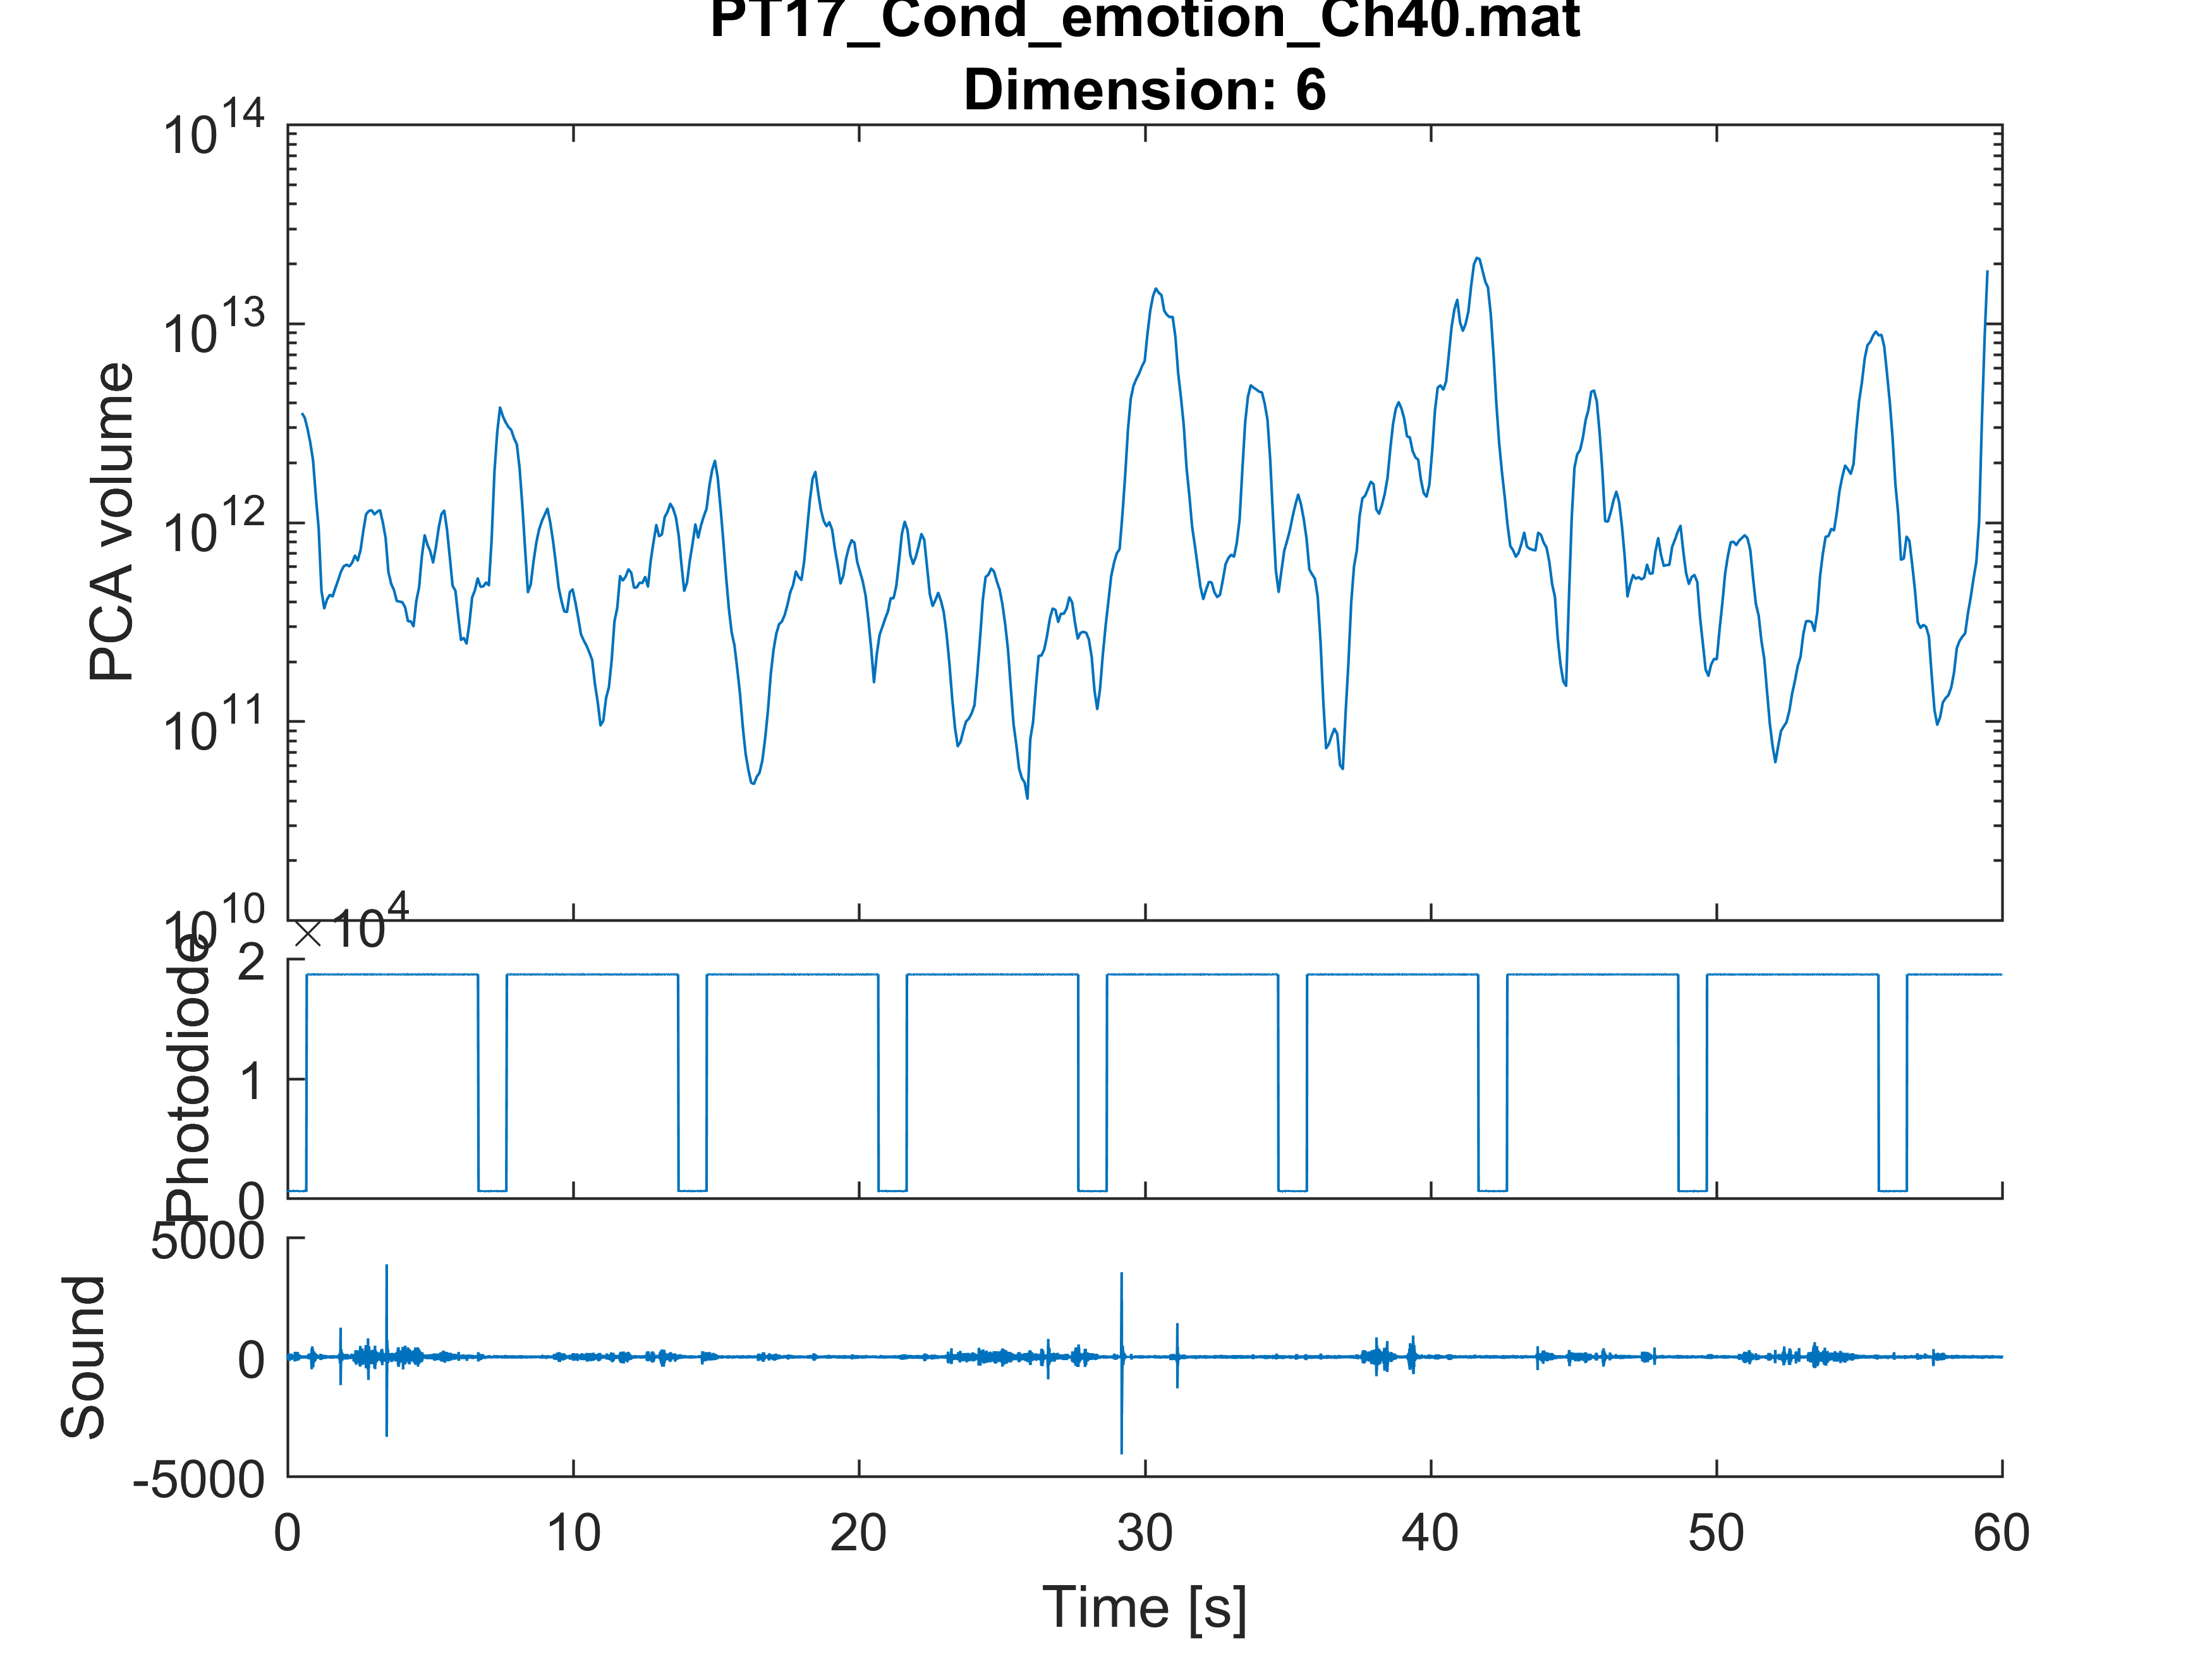 PT17_Cond_emotion_Ch40.mat
Dimension: 6
10^14
10^13
10^12
10^11
10^10
PCA volume
× 10^4
2
1
0
Photodiode
5000
0
-5000
Sound
0 10 20 30 40 50 60
Time [s]